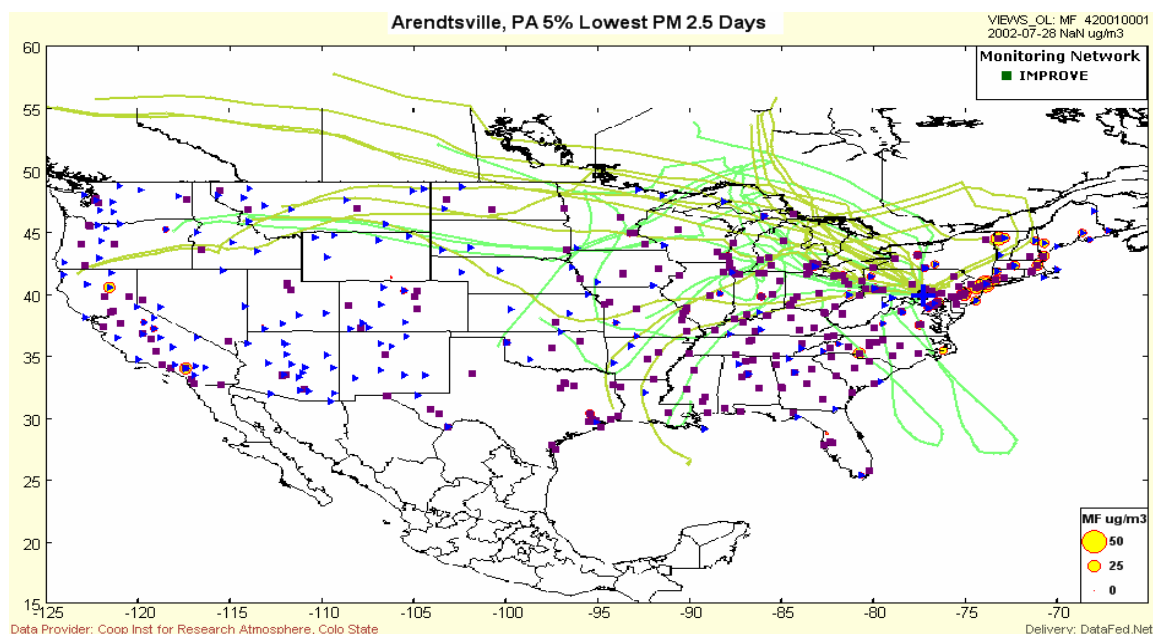 Arendtsville, PA 5% Lowest PM 2.5 Days
VIEWS_OL: MF 420010001
2002-07-28 NaN ug/m3
Monitoring Network
IMPROVE
60
55
50
45
40
35
30
25
20
15
MF ug/m3
50
25
0
-125 -120 -115 -110 -105 -100 -95 -90 -85 -80 -75 -70
Data Provider: Coop Inst for Research Atmosphere, Colo State
Delivery: DataFed.Net